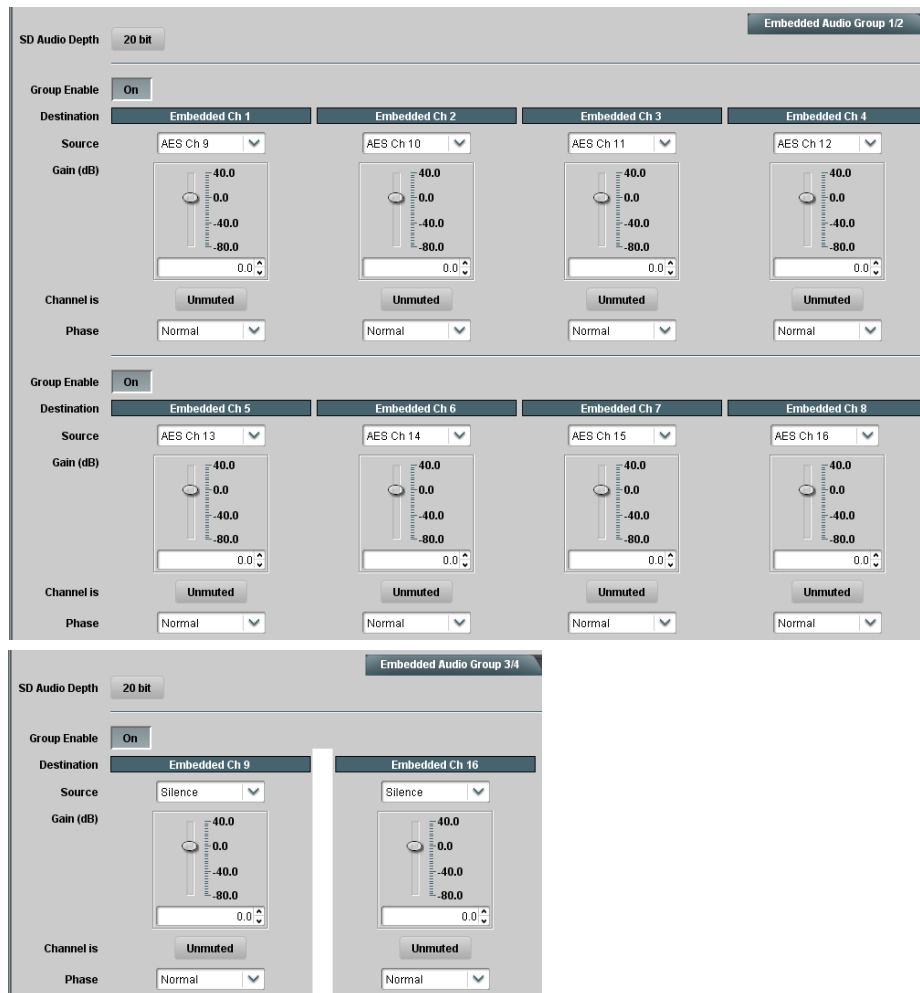 Embedded Audio Group 1/2
SD Audio Depth 20 bit
Group Enable On
Destination Embedded Ch 1 Embedded Ch 2 Embedded Ch 3 Embedded Ch 4
Source AES Ch 9 AES Ch 10 AES Ch 11 AES Ch 12
Gain (dB) 40.0 40.0 40.0 40.0
0.0 0.0 0.0 0.0
-40.0 -40.0 -40.0 -40.0
-80.0 -80.0 -80.0 -80.0
0.0 0.0 0.0 0.0
Channel is Unmuted Unmuted Unmuted Unmuted
Phase Normal Normal Normal Normal
Group Enable On
Destination Embedded Ch 5 Embedded Ch 6 Embedded Ch 7 Embedded Ch 8
Source AES Ch 13 AES Ch 14 AES Ch 15 AES Ch 16
Gain (dB) 40.0 40.0 40.0 40.0
0.0 0.0 0.0 0.0
-40.0 -40.0 -40.0 -40.0
-80.0 -80.0 -80.0 -80.0
0.0 0.0 0.0 0.0
Channel is Unmuted Unmuted Unmuted Unmuted
Phase Normal Normal Normal Normal
Embedded Audio Group 3/4
SD Audio Depth 20 bit
Group Enable On
Destination Embedded Ch 9 Embedded Ch 16
Source Silence Silence
Gain (dB) 40.0 40.0
0.0 0.0
-40.0 -40.0
-80.0 -80.0
0.0 0.0
Channel is Unmuted Unmuted
Phase Normal Normal